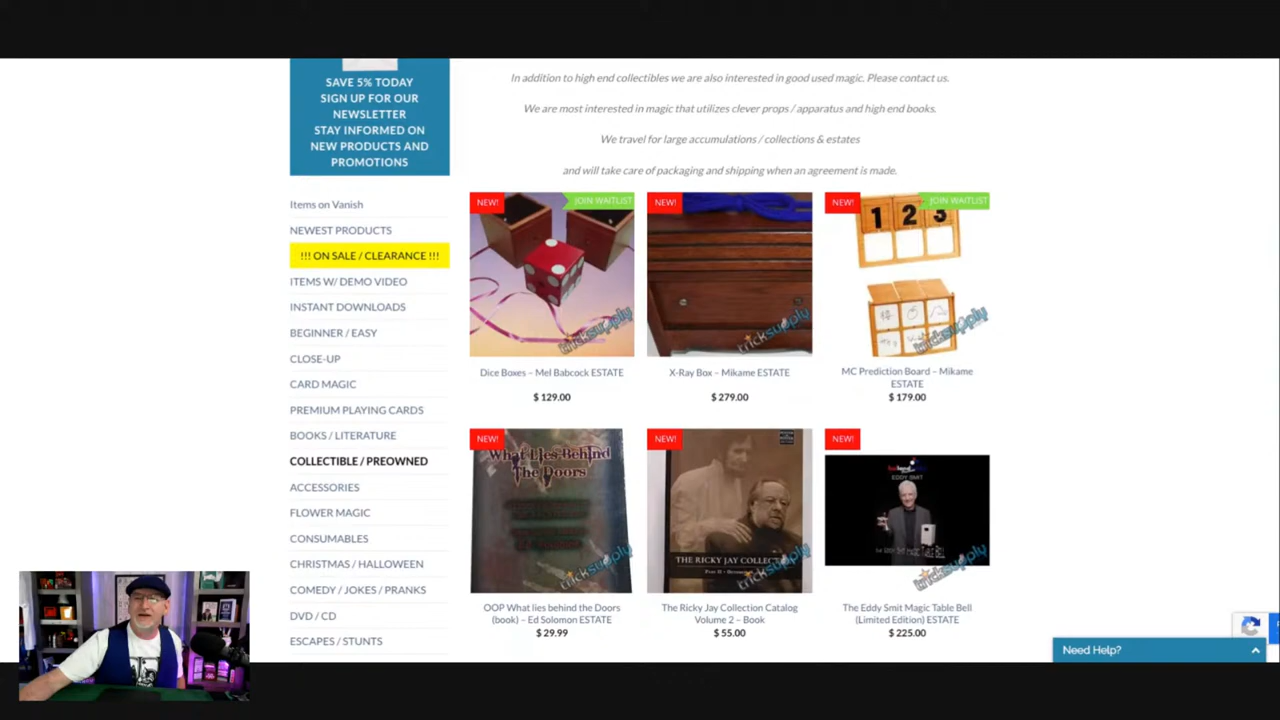 SAVE 5% TODAY
SIGN UP FOR OUR
NEWSLETTER
STAY INFORMED ON
NEW PRODUCTS AND
PROMOTIONS
Items on Vanish
NEWEST PRODUCTS
!!! ON SALE / CLEARANCE !!!
ITEMS W/ DEMO VIDEO
INSTANT DOWNLOADS
BEGINNER / EASY
CLOSE-UP
CARD MAGIC
PREMIUM PLAYING CARDS
BOOKS / LITERATURE
COLLECTIBLE / PREOWNED
ACCESSORIES
FLOWER MAGIC
CONSUMABLES
CHRISTMAS / HALLOWEEN
COMEDY / JOKES / PRANKS
DVD / CD
ESCAPES / STUNTS
In addition to high end collectibles we are also interested in good used magic. Please contact us.
We are most interested in magic that utilizes clever props / apparatus and high end books.
We travel for large accumulations / collections & estates
and will take care of packaging and shipping when an agreement is made.
NEW!
JOIN WAITLIST
tricksupply
Dice Boxes – Mel Babcock ESTATE
$ 129.00
NEW!
tricksupply
X-Ray Box – Mikame ESTATE
$ 279.00
NEW!
JOIN WAITLIST
1 2 3
tricksupply
MC Prediction Board – Mikame
ESTATE
$ 179.00
NEW!
What Lies Behind
The Doors
tricksupply
OOP What lies behind the Doors
(book) – Ed Solomon ESTATE
$ 29.99
NEW!
THE RICKY JAY COLLEC
tricksupply
The Ricky Jay Collection Catalog
Volume 2 – Book
$ 55.00
NEW!
EDDY SMIT
tricksupply
The Eddy Smit Magic Table Bell
(Limited Edition) ESTATE
$ 225.00
Need Help?